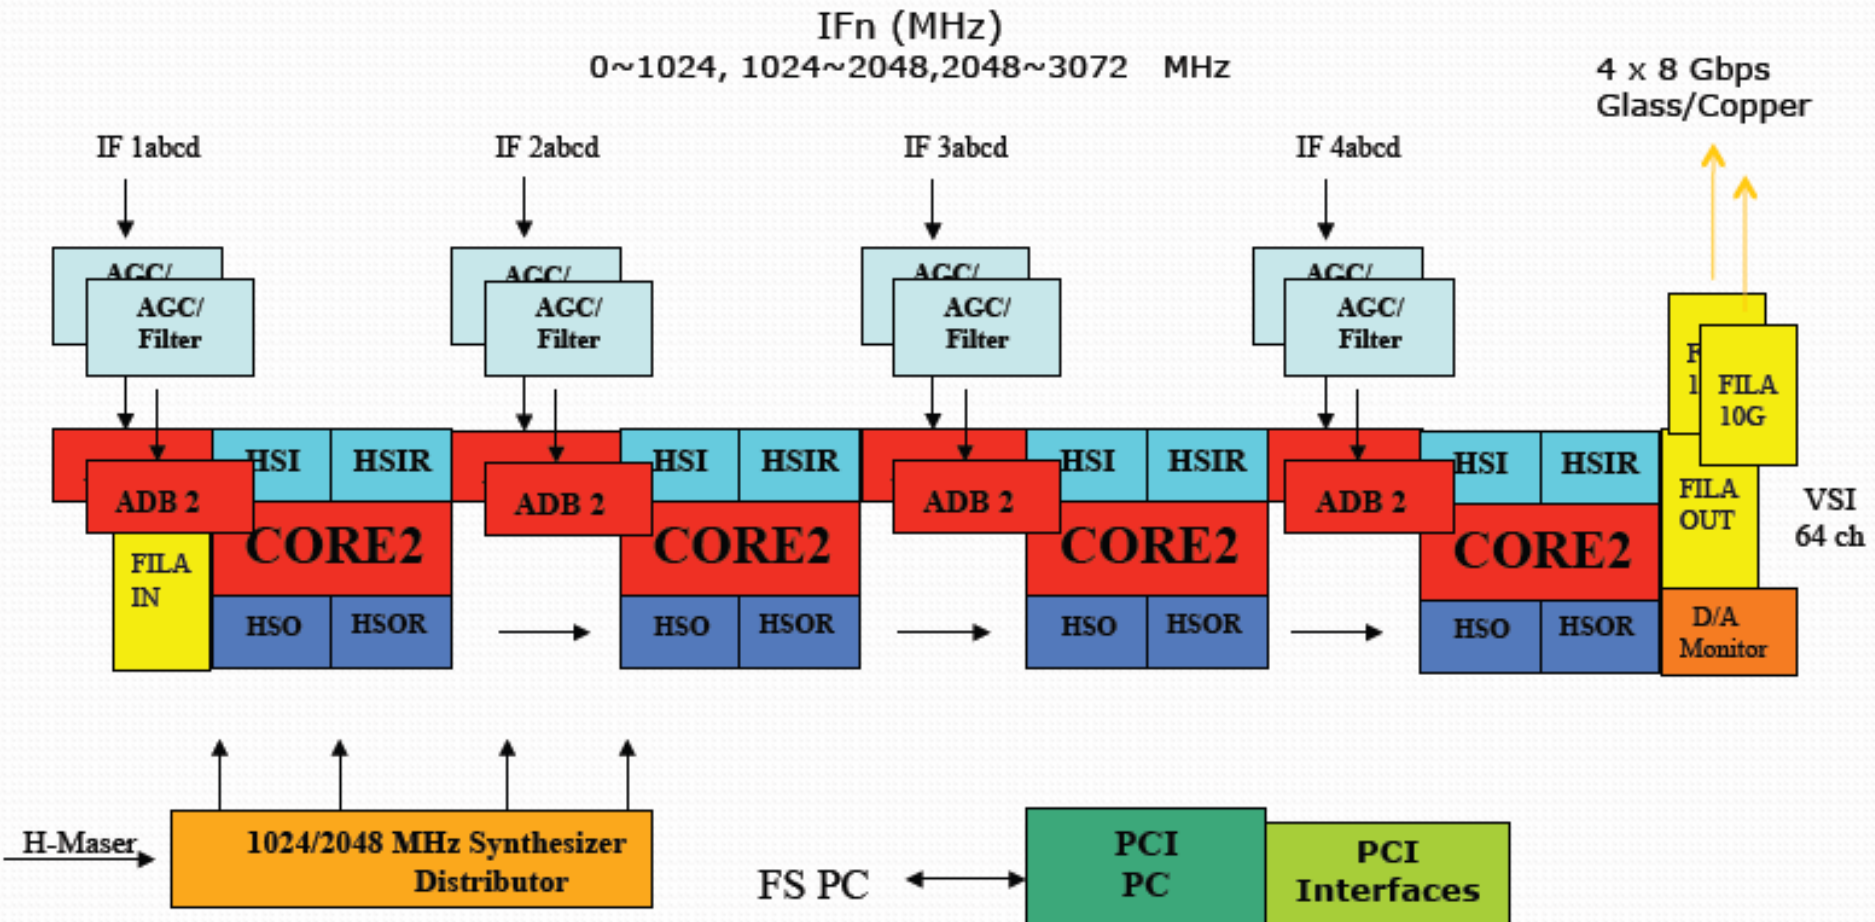 IFn (MHz)
0~1024, 1024~2048,2048~3072 MHz
4 x 8 Gbps
Glass/Copper
IF 1abcd
IF 2abcd
IF 3abcd
IF 4abcd
AGC/
AGC/
Filter
AGC/
AGC/
Filter
AGC/
AGC/
Filter
AGC/
AGC/
Filter
F
1
FILA
10G
HSI
HSIR
HSI
HSIR
HSI
HSIR
HSI
HSIR
ADB 2
ADB 2
ADB 2
ADB 2
FILA
OUT
VSI
64 ch
CORE2
CORE2
CORE2
CORE2
FILA
IN
HSO
HSOR
HSO
HSOR
HSO
HSOR
HSO
HSOR
D/A
Monitor
H-Maser
1024/2048 MHz Synthesizer
Distributor
FS PC
PCI
PC
PCI
Interfaces